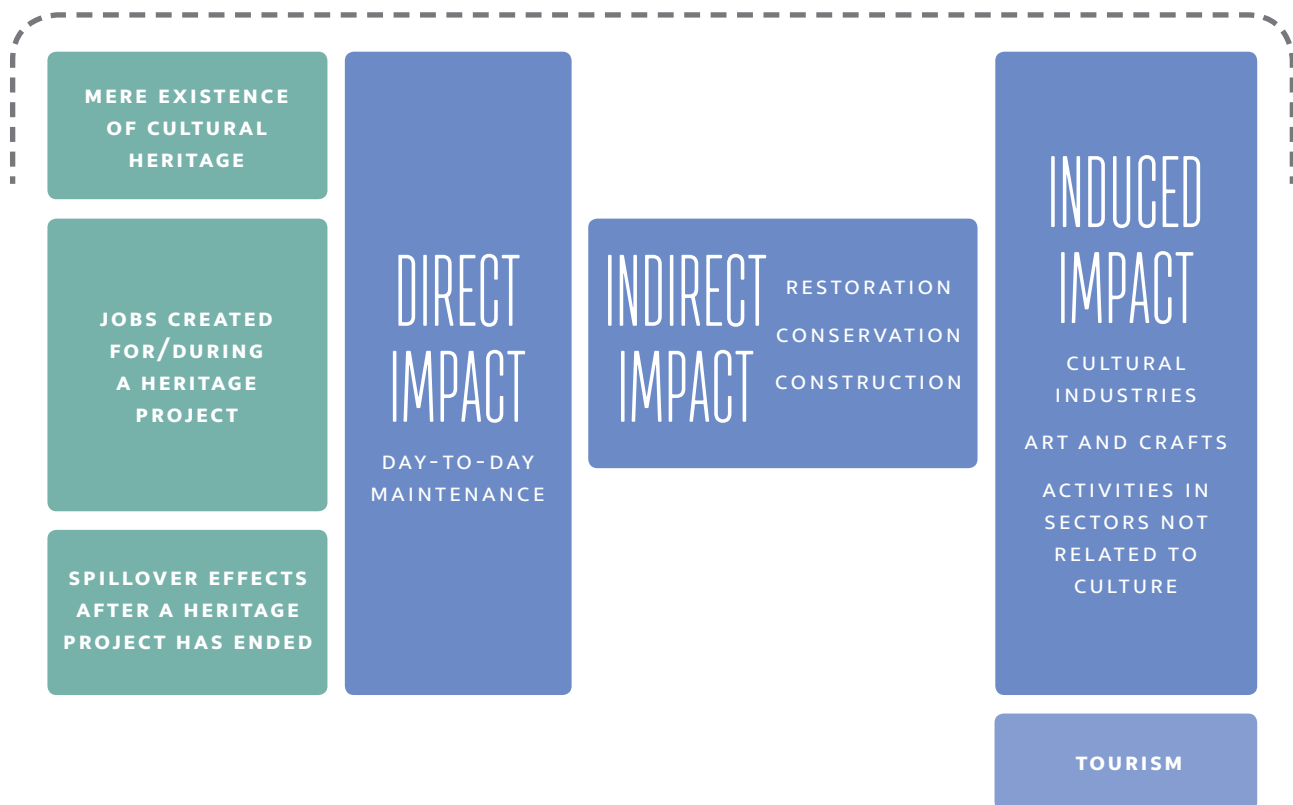 MERE EXISTENCE
OF CULTURAL
HERITAGE
JOBS CREATED
FOR/DURING
A HERITAGE
PROJECT
SPILLOVER EFFECTS
AFTER A HERITAGE
PROJECT HAS ENDED
DIRECT
IMPACT
DAY-TO-DAY
MAINTENANCE
INDIRECT
IMPACT
RESTORATION
CONSERVATION
CONSTRUCTION
INDUCED
IMPACT
CULTURAL
INDUSTRIES
ART AND CRAFTS
ACTIVITIES IN
SECTORS NOT
RELATED TO
CULTURE
TOURISM